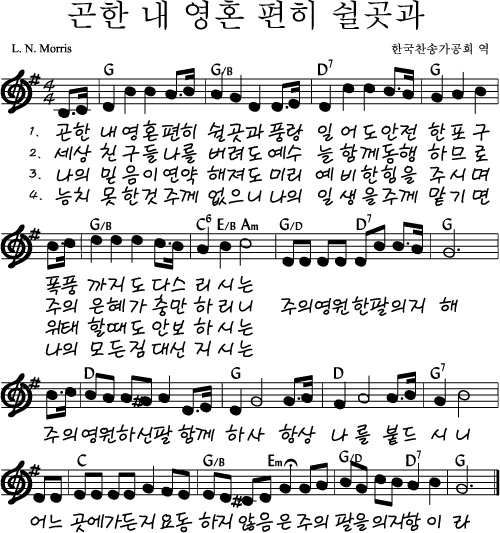 곤한 내 영혼 편히 쉴곳과
L. N. Morris 한국찬송가공회 역
G G/B D7 G
1. 곤한 내영혼편히 쉴곳과풍랑 일 어도안전 한포구
2. 세상 친구들나를 버려도예수 늘 함께동행 하므로
3. 나의 믿음이연약 해져도미리 예 비한힘을 주시며
4. 능치 못한것주께 없으니나의 일 생을주께 맡기면
G/B C6 E/B Am G/D D7 G
폭풍 까지도 다스 리시는
주의 은혜가 충만 하리니 주의영원한팔의지 해
위태 할때도 안보 하시는
나의 모든짐 대신 지시는
D G D G7
주의영원하신팔 함께 하사 항상 나 를 붙드 시 니
C G/B Em G/D D7 G
어느 곳에가든지요동 하지 않음은주의 팔을의지함이 라